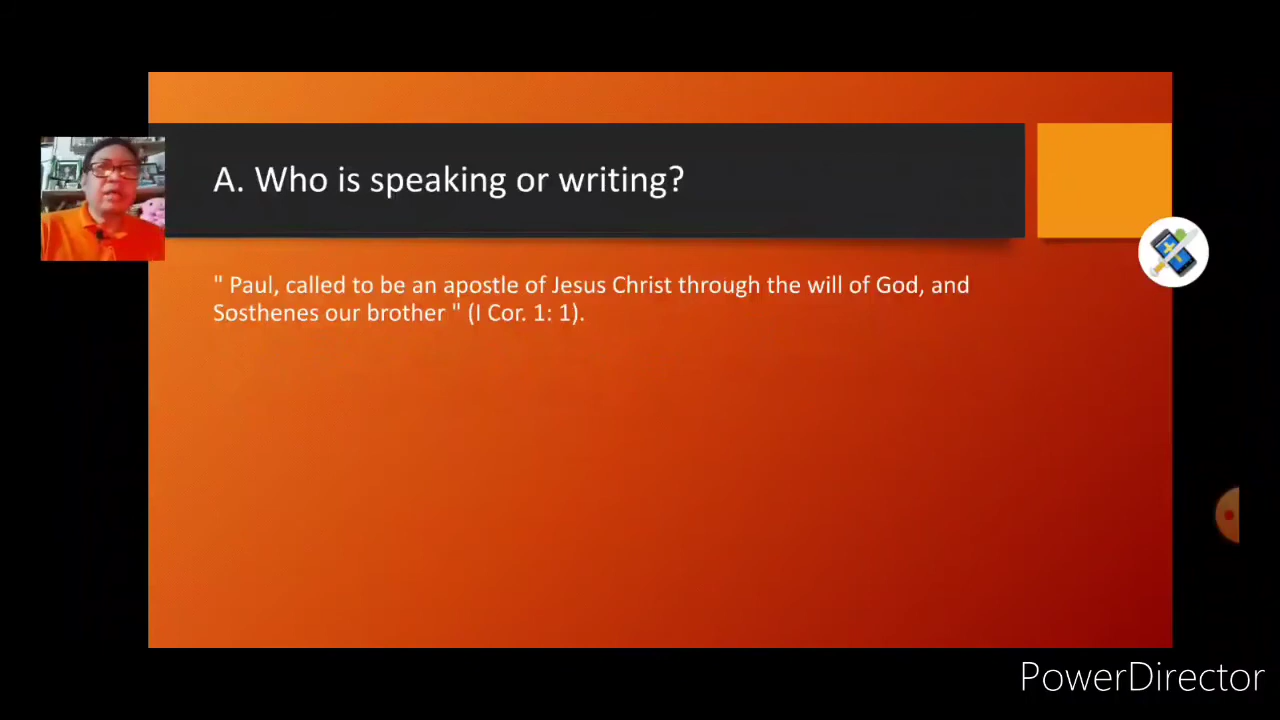 A. Who is speaking or writing?
" Paul, called to be an apostle of Jesus Christ through the will of God, and
Sosthenes our brother " (I Cor. 1: 1).
PowerDirector